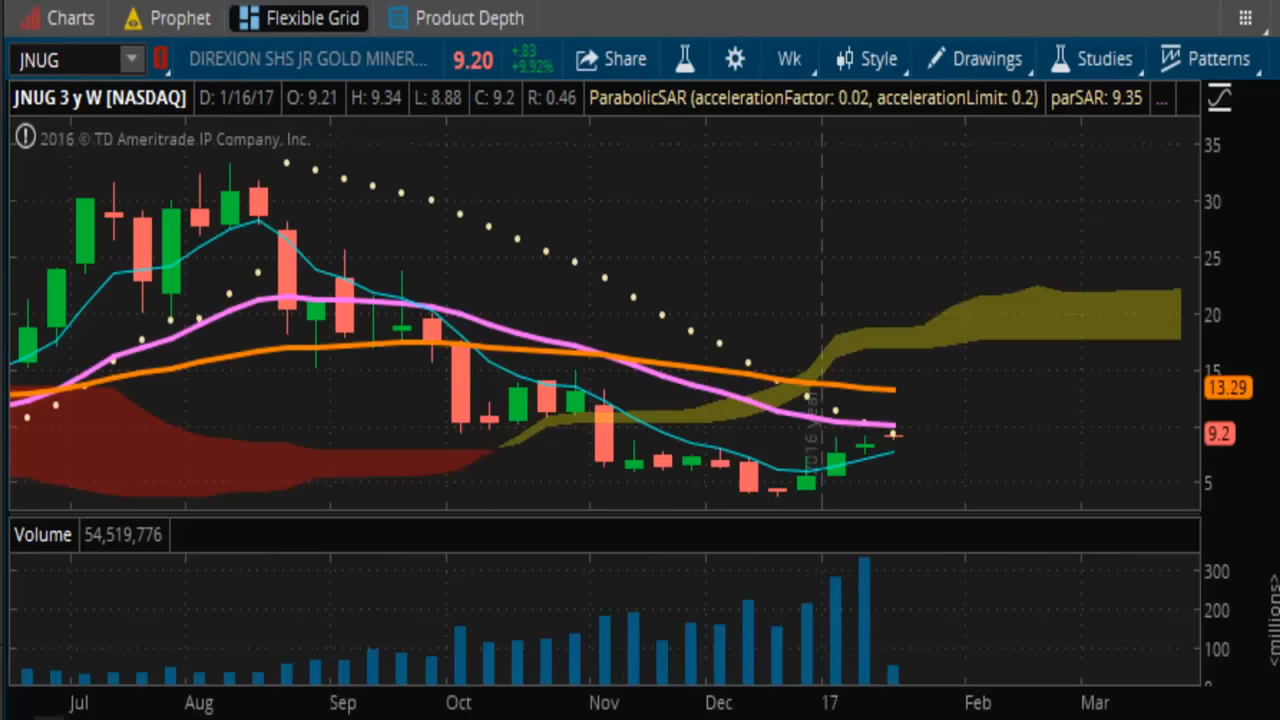 Charts Prophet Flexible Grid Product Depth
JNUG DIREXION SHS JR GOLD MINER... 9.20 +.83 +9.92% Share Wk Style Drawings Studies Patterns
JNUG 3 y W [NASDAQ] D: 1/16/17 O: 9.21 H: 9.34 L: 8.88 C: 9.2 R: 0.46 ParabolicSAR (accelerationFactor: 0.02, accelerationLimit: 0.2) parSAR: 9.35 ...
2016 © TD Ameritrade IP Company, Inc.
35
30
25
20
15
13.29
9.2
5
2016 year
Volume 54,519,776
300
200
100
0
<millions>
Jul Aug Sep Oct Nov Dec 17 Feb Mar